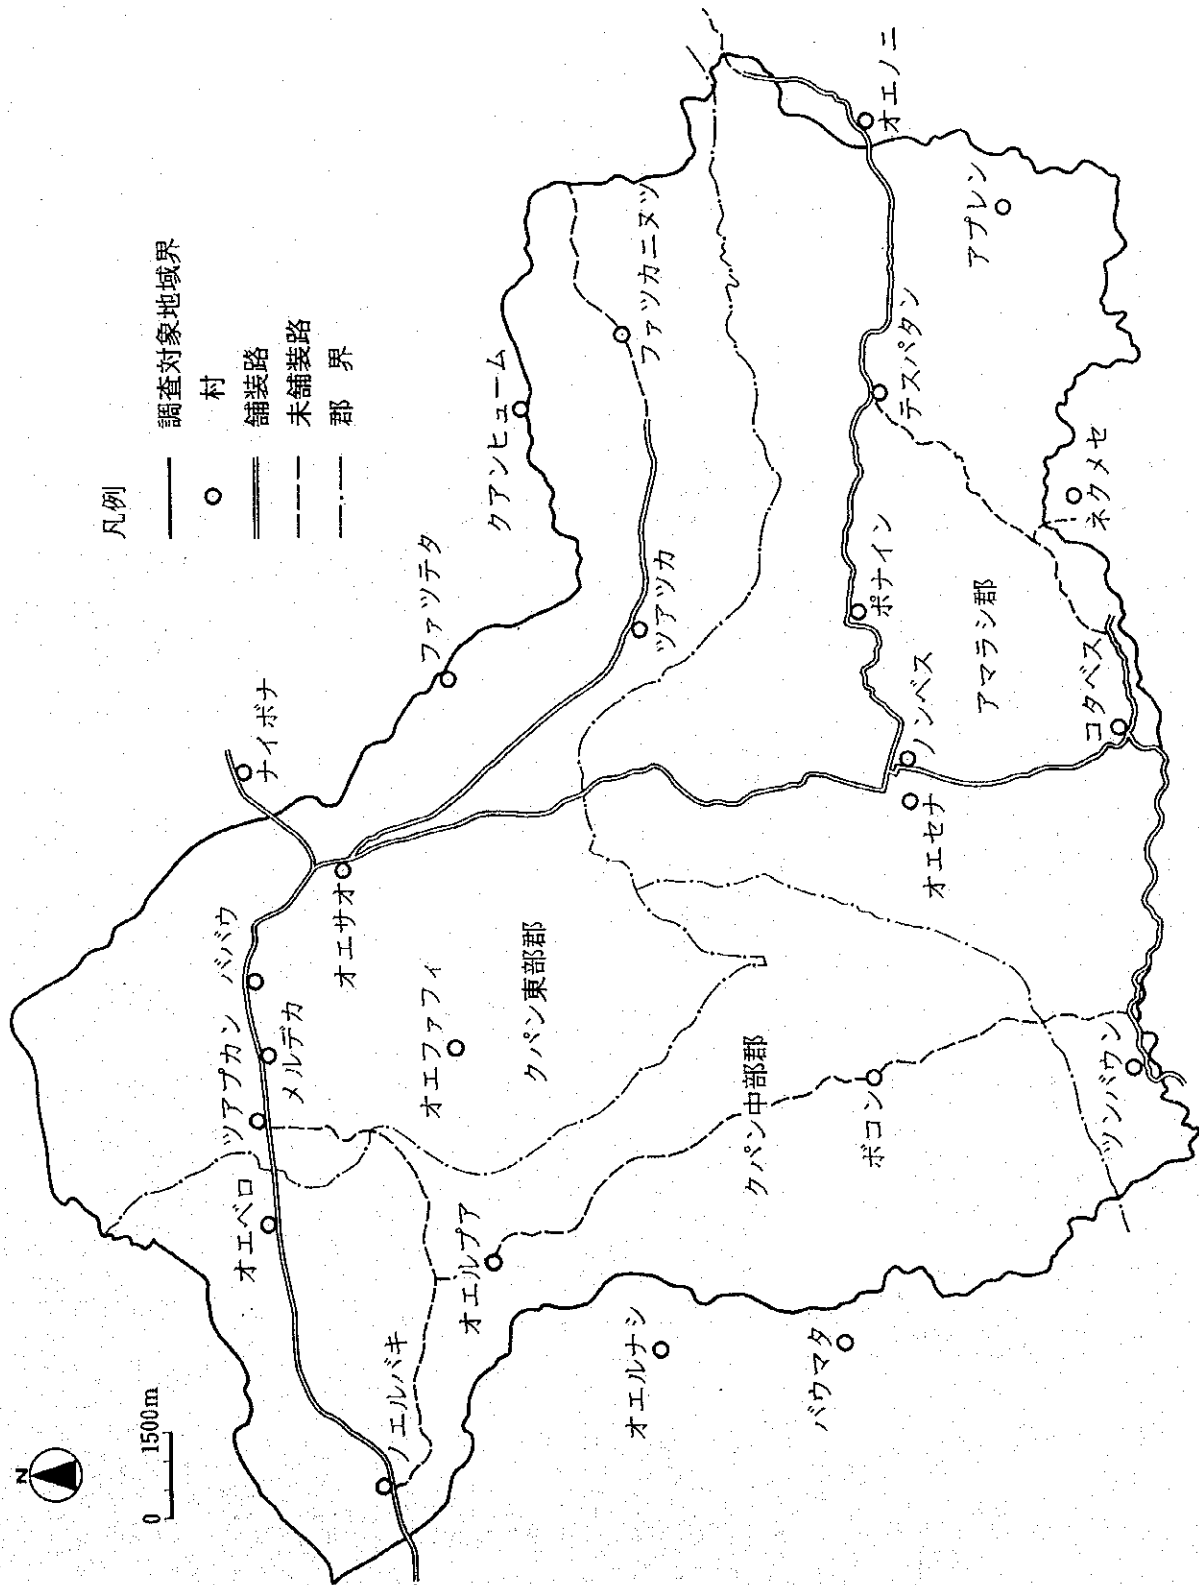 N
0 1500m
凡例
調査対象地域界
村
舗装路
未舗装路
郡 界
ナイボナ
ファツテタ
クアンヒューム
ファツカニヌツ
ツアツカ
オエサオ
ババウ
メルデカ
ツアプカン
オエベロ
ノエルバキ
オエファフィ
クパン東部郡
オエルプア
オエルナシ
バウマタ
クパン中部郡
ボコン
ツンバウン
オエセナ
ノンベス
ポナイン
テスパタン
オエノニ
アプレン
アマラシ郡
コタベス
ネクメセ